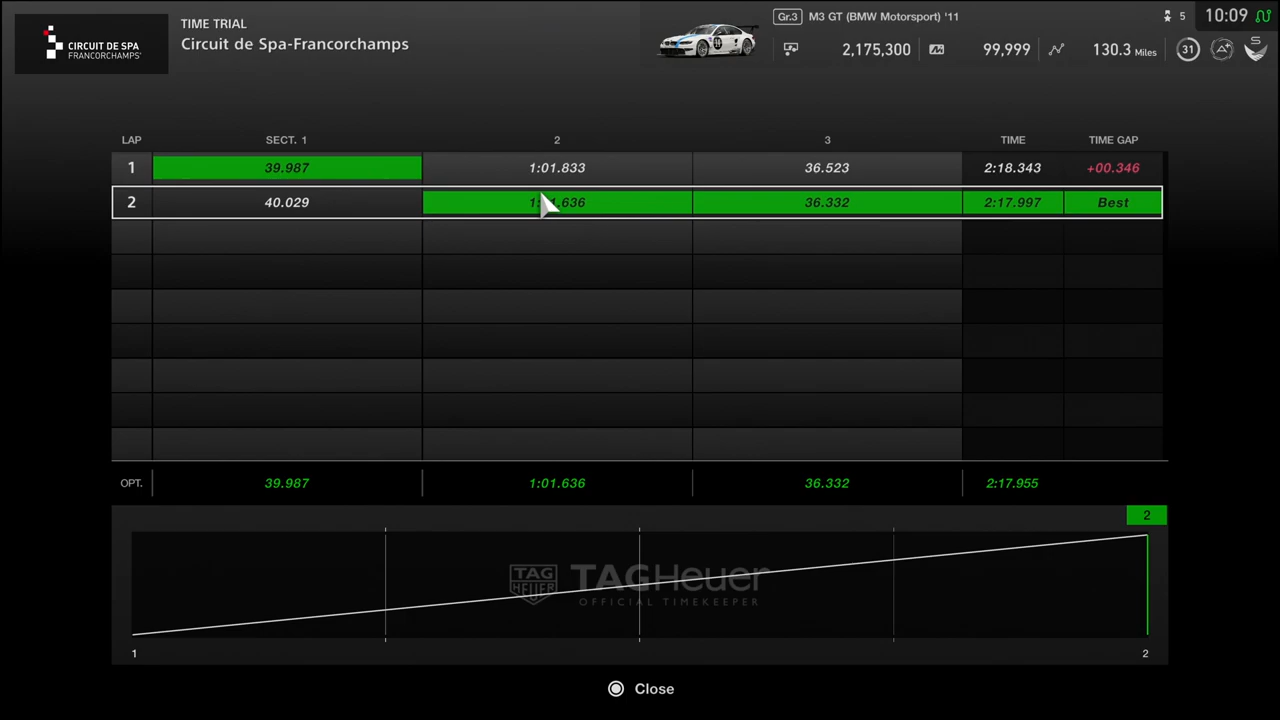 CIRCUIT DE SPA
FRANCORCHAMPS
TIME TRIAL
Circuit de Spa-Francorchamps
Gr.3 M3 GT (BMW Motorsport) '11
2,175,300 99,999 130.3 Miles 31 S
5 10:09
LAP SECT. 1 2 3 TIME TIME GAP
1 39.987 1:01.833 36.523 2:18.343 +00.346
2 40.029 36.332 2:17.997 Best
OPT. 39.987 1:01.636 36.332 2:17.955
2
TAG HEUER TAGHeuer
OFFICIAL TIMEKEEPER
1 2
Close